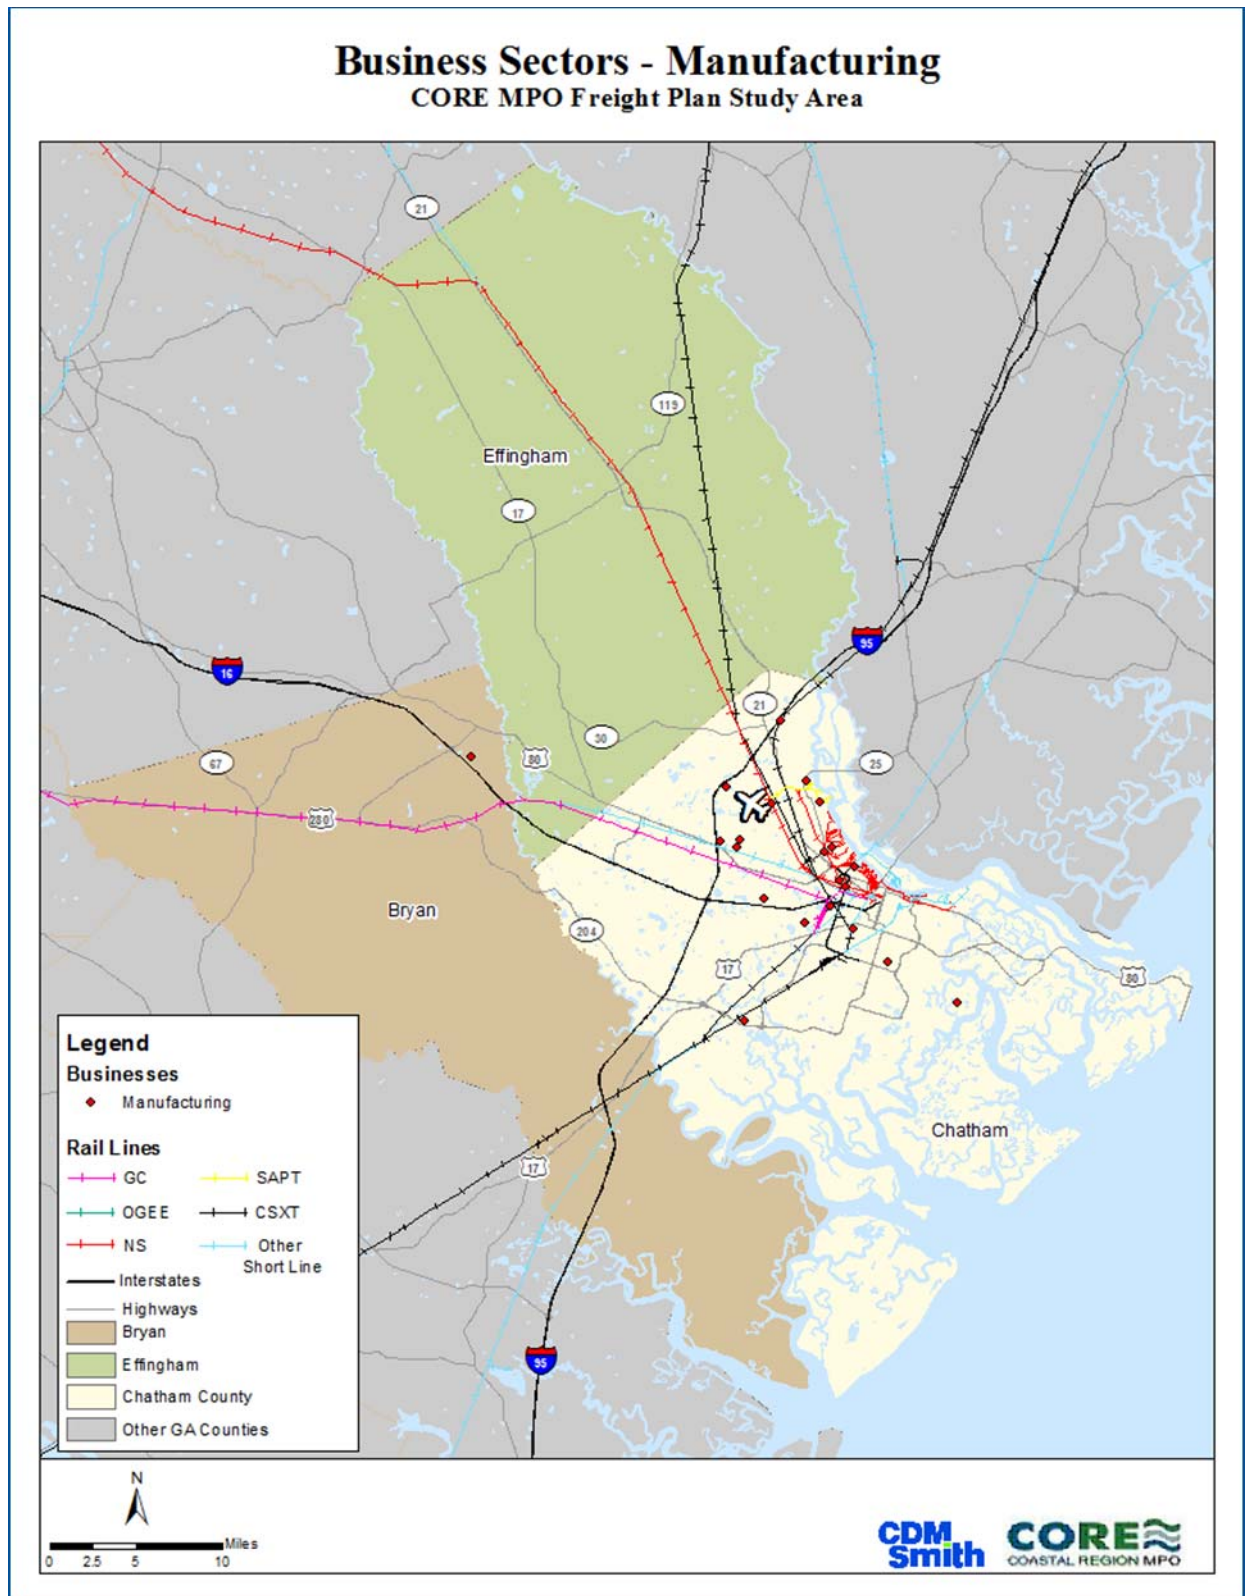 Business Sectors - Manufacturing
CORE MPO Freight Plan Study Area
21
119
Effingham
17
95
16
21
30
80
67
25
280
Bryan
204
17
80
Chatham
17
95
Legend
Businesses
Manufacturing
Rail Lines
GC
SAPT
OGEE
CSXT
NS
Other
Short Line
Interstates
Highways
Bryan
Effingham
Chatham County
Other GA Counties
N
Miles
0 2.5 5 10
CDM
Smith
CORE
COASTAL REGION MPO